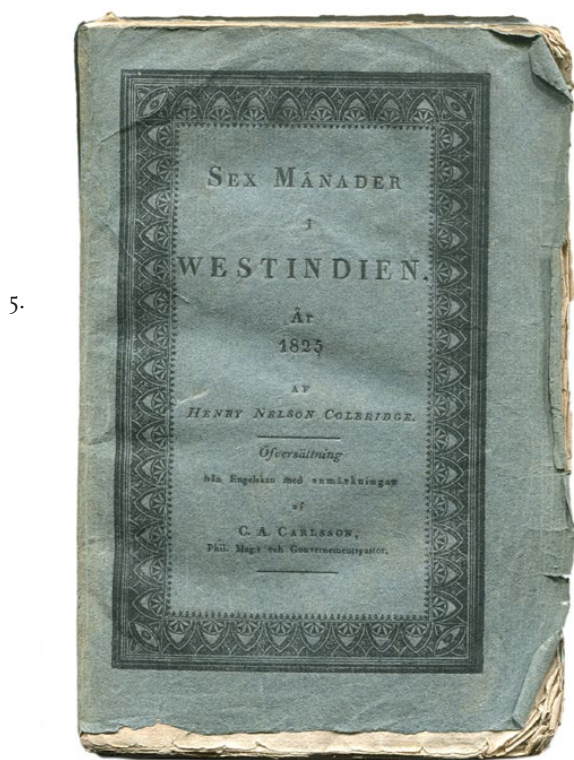 5.
SEX MÅNADER
i
WESTINDIEN.
År
1825
AF
HENRY NELSON COLERIDGE.
Öfversättning
från Engelskan med anmärkningar
af
C. A. CARLSSON,
Phil. Mag:r och Gouvernementspastor.